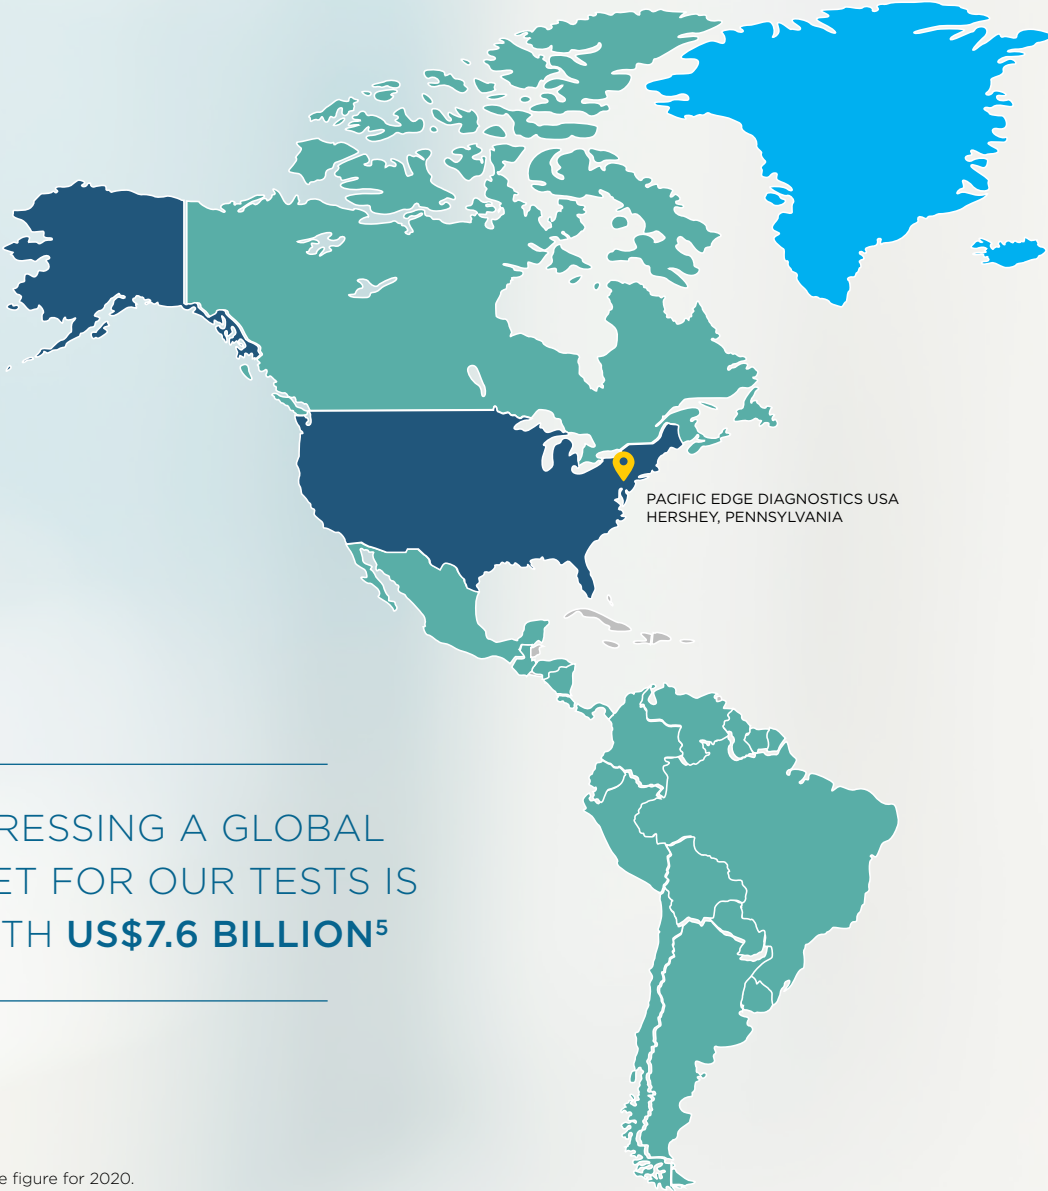 PACIFIC EDGE DIAGNOSTICS USA
HERSHEY, PENNSYLVANIA
RESSING A GLOBAL
ET FOR OUR TESTS IS
TH US$7.6 BILLION5
e figure for 2020.